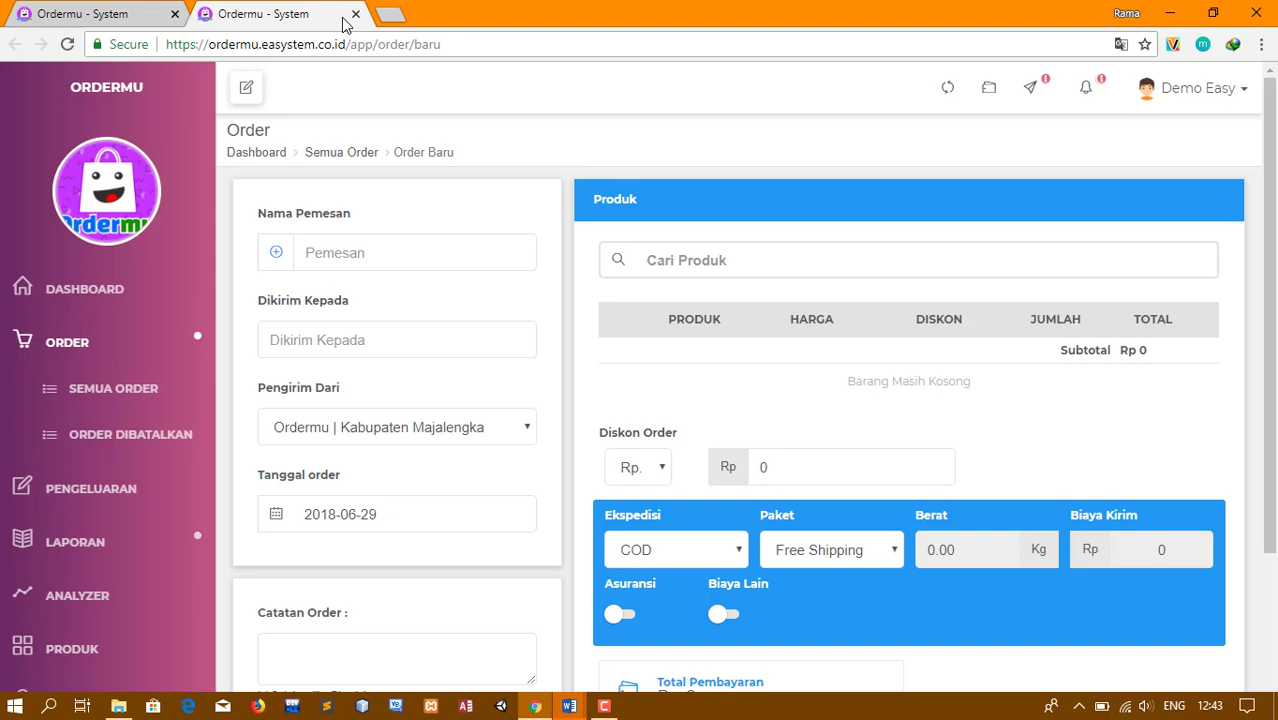 Ordermu - System
Ordermu - System
Rama
Secure
https://ordermu.easystem.co.id/app/order/baru
ORDERMU
Demo Easy
Ordermu
Order
Dashboard > Semua Order > Order Baru
DASHBOARD
ORDER
SEMUA ORDER
ORDER DIBATALKAN
PENGELUARAN
LAPORAN
ANALYZER
PRODUK
Nama Pemesan
Pemesan
Dikirim Kepada
Dikirim Kepada
Pengirim Dari
Ordermu | Kabupaten Majalengka
Tanggal order
2018-06-29
Catatan Order :
Produk
Cari Produk
PRODUK HARGA DISKON JUMLAH TOTAL
Subtotal Rp 0
Barang Masih Kosong
Diskon Order
Rp. Rp 0
Ekspedisi Paket Berat Biaya Kirim
COD Free Shipping 0.00 Kg Rp 0
Asuransi Biaya Lain
Total Pembayaran
ENG 12:43